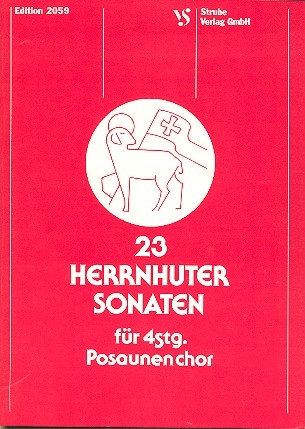 Edition 2059
VS
Strube
Verlag GmbH
23
HERRNHUTER
SONATEN
für 4stg.
Posaunenchor